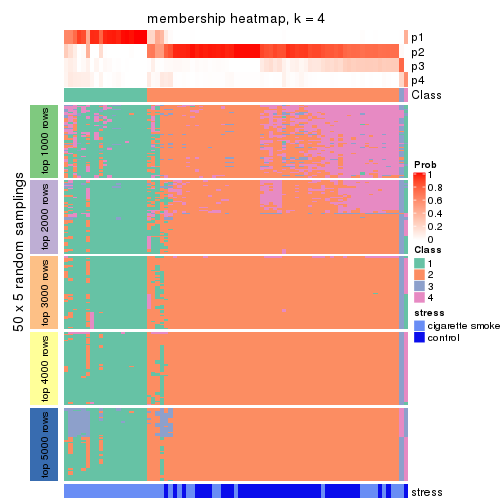 membership heatmap, k = 4
p1
p2
p3
p4
Class
50 x 5 random samplings
top 1000 rows
top 2000 rows
top 3000 rows
top 4000 rows
top 5000 rows
stress
Prob
1
0.8
0.6
0.4
0.2
0
Class
1
2
3
4
stress
cigarette smoke
control